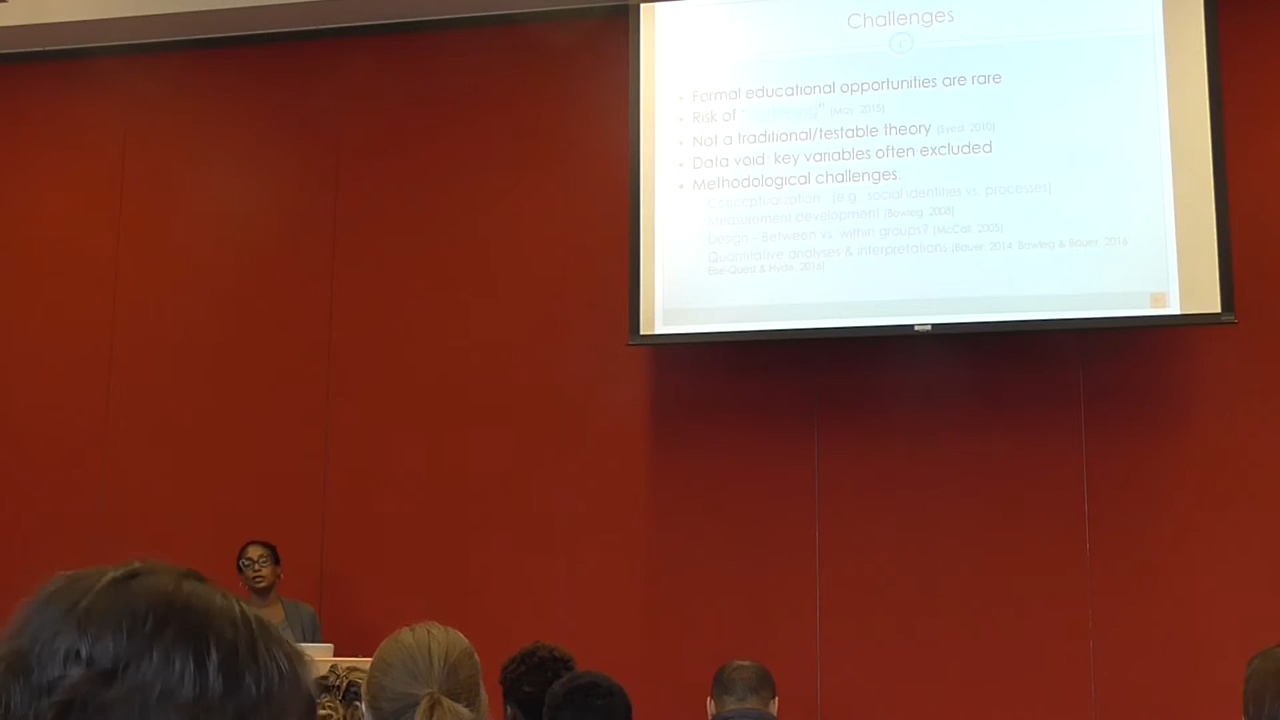 Challenges
Formal educational opportunities are rare
Risk of " " (May, 2015)
Not a traditional/testable theory (Syed, 2010)
Data void: key variables often excluded
Methodological challenges:
Conceptualization (e.g. social identities vs. processes)
Measurement development (Bowleg, 2008)
Design – Between vs. within groups? (McCall, 2005)
Quantitative analyses & interpretations (Bauer, 2014; Bowleg & Bauer, 2016
Else-Quest & Hyde, 2016)